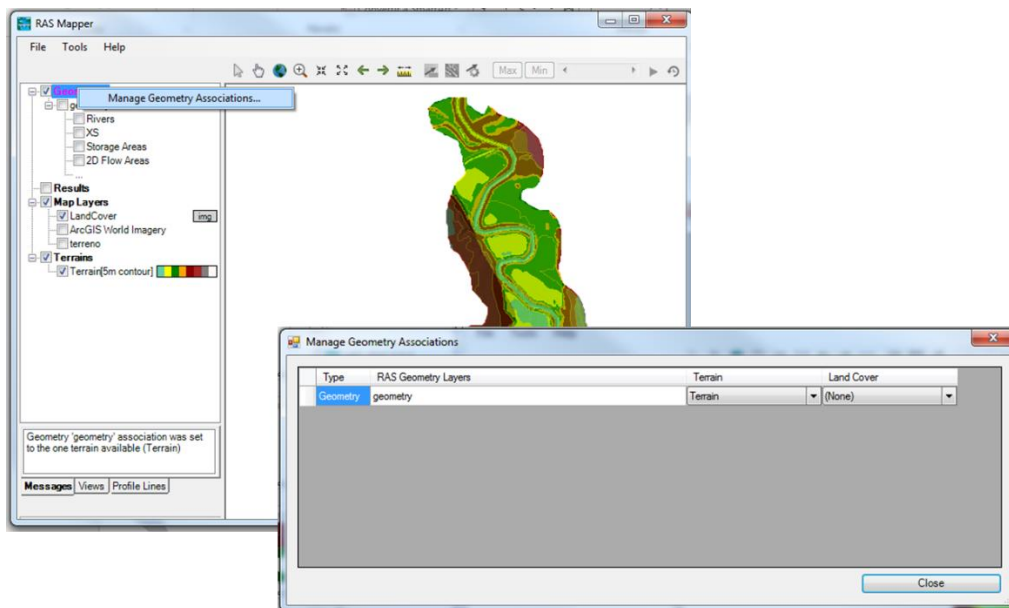 RAS Mapper
File Tools Help
Max Min
Manage Geometry Associations...
Rivers
XS
Storage Areas
2D Flow Areas
...
Results
Map Layers
LandCover img
ArcGIS World Imagery
terreno
Terrains
Terrain[5m contour]
Geometry 'geometry' association was set
to the one terrain available (Terrain)
Messages Views Profile Lines
Manage Geometry Associations
Type RAS Geometry Layers Terrain Land Cover
Geometry geometry Terrain (None)
Close